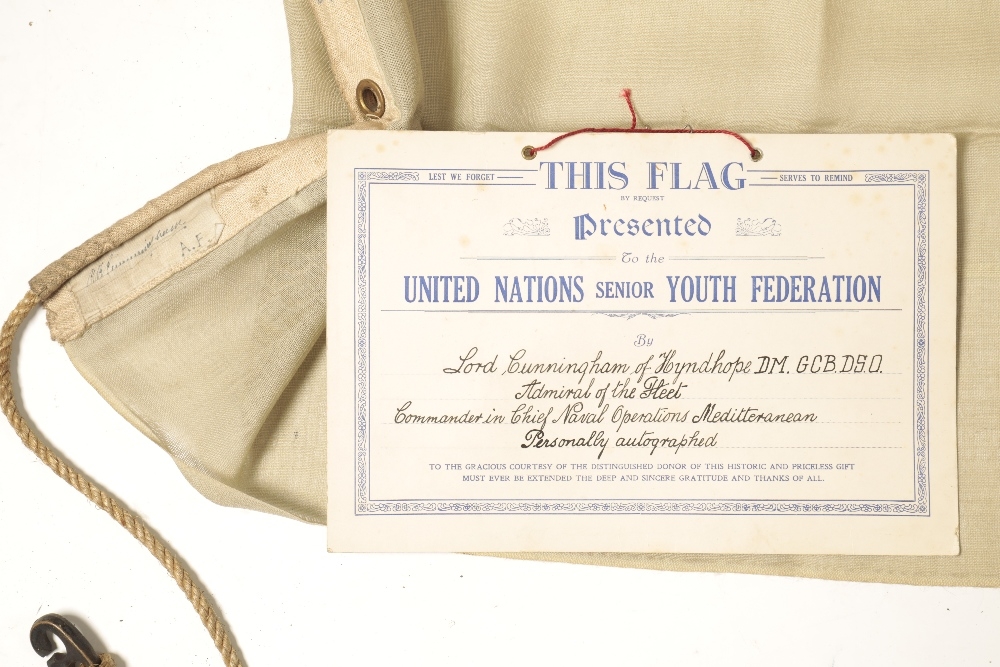 LEST WE FORGET THIS FLAG SERVES TO REMIND
BY REQUEST
Presented
To the
UNITED NATIONS SENIOR YOUTH FEDERATION
By
Lord Cunningham of Hyndhope DM. G.C.B. D.S.O.
Admiral of the Fleet
Commander in Chief Naval Operations Meditteranean
Personally autographed
TO THE GRACIOUS COURTESY OF THE DISTINGUISHED DONOR OF THIS HISTORIC AND PRICELESS GIFT
MUST EVER BE EXTENDED THE DEEP AND SINCERE GRATITUDE AND THANKS OF ALL.
Cunningham
A.F.